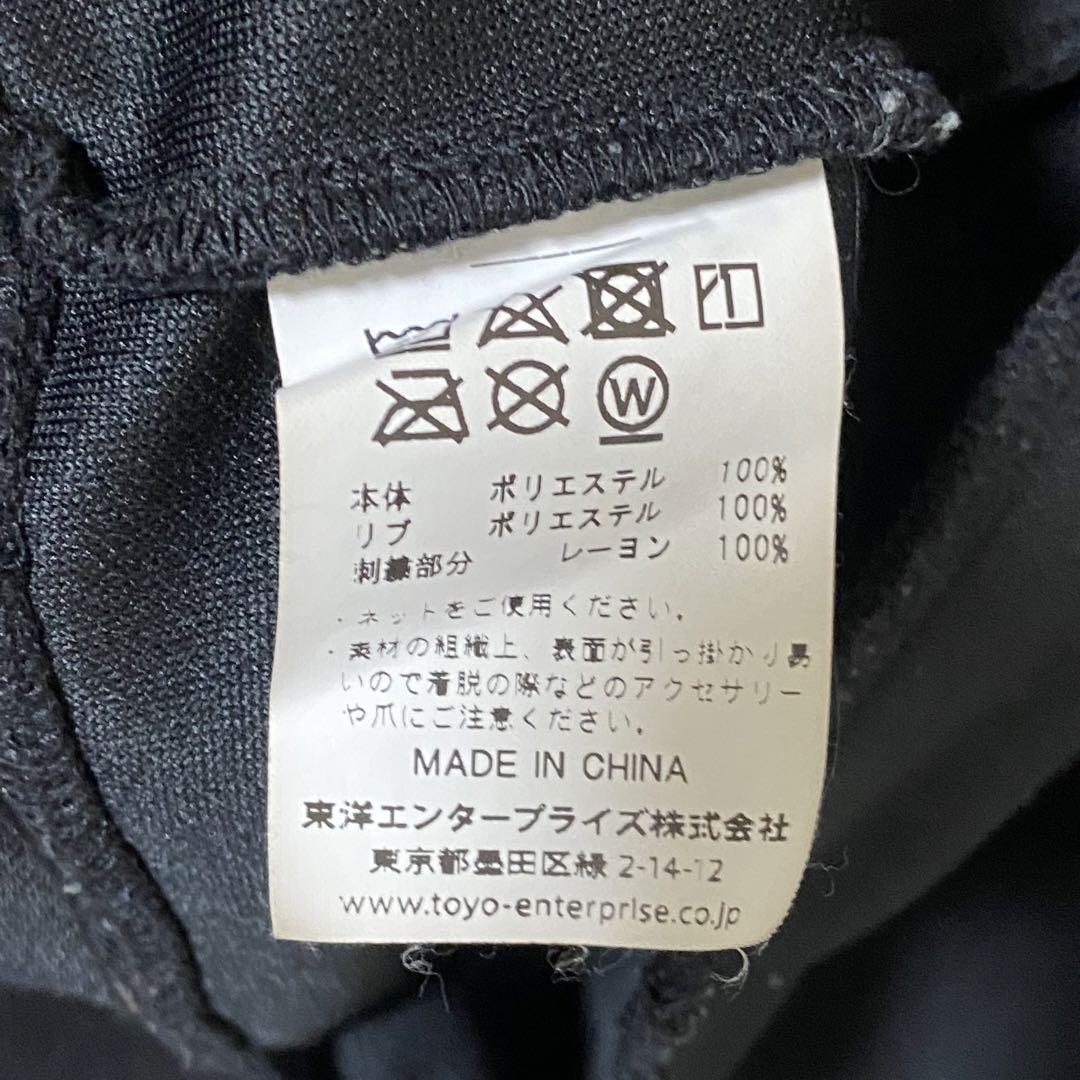 W
本体 ポリエステル 100%
リブ ポリエステル 100%
刺繍部分 レーヨン 100%
・ネットをご使用ください。
・素材の組織上、表面が引っ掛かり易
いので着脱の際などのアクセサリー
や爪にご注意ください。
MADE IN CHINA
東洋エンタープライズ株式会社
東京都墨田区緑 2-14-12
www.toyo-enterprise.co.jp